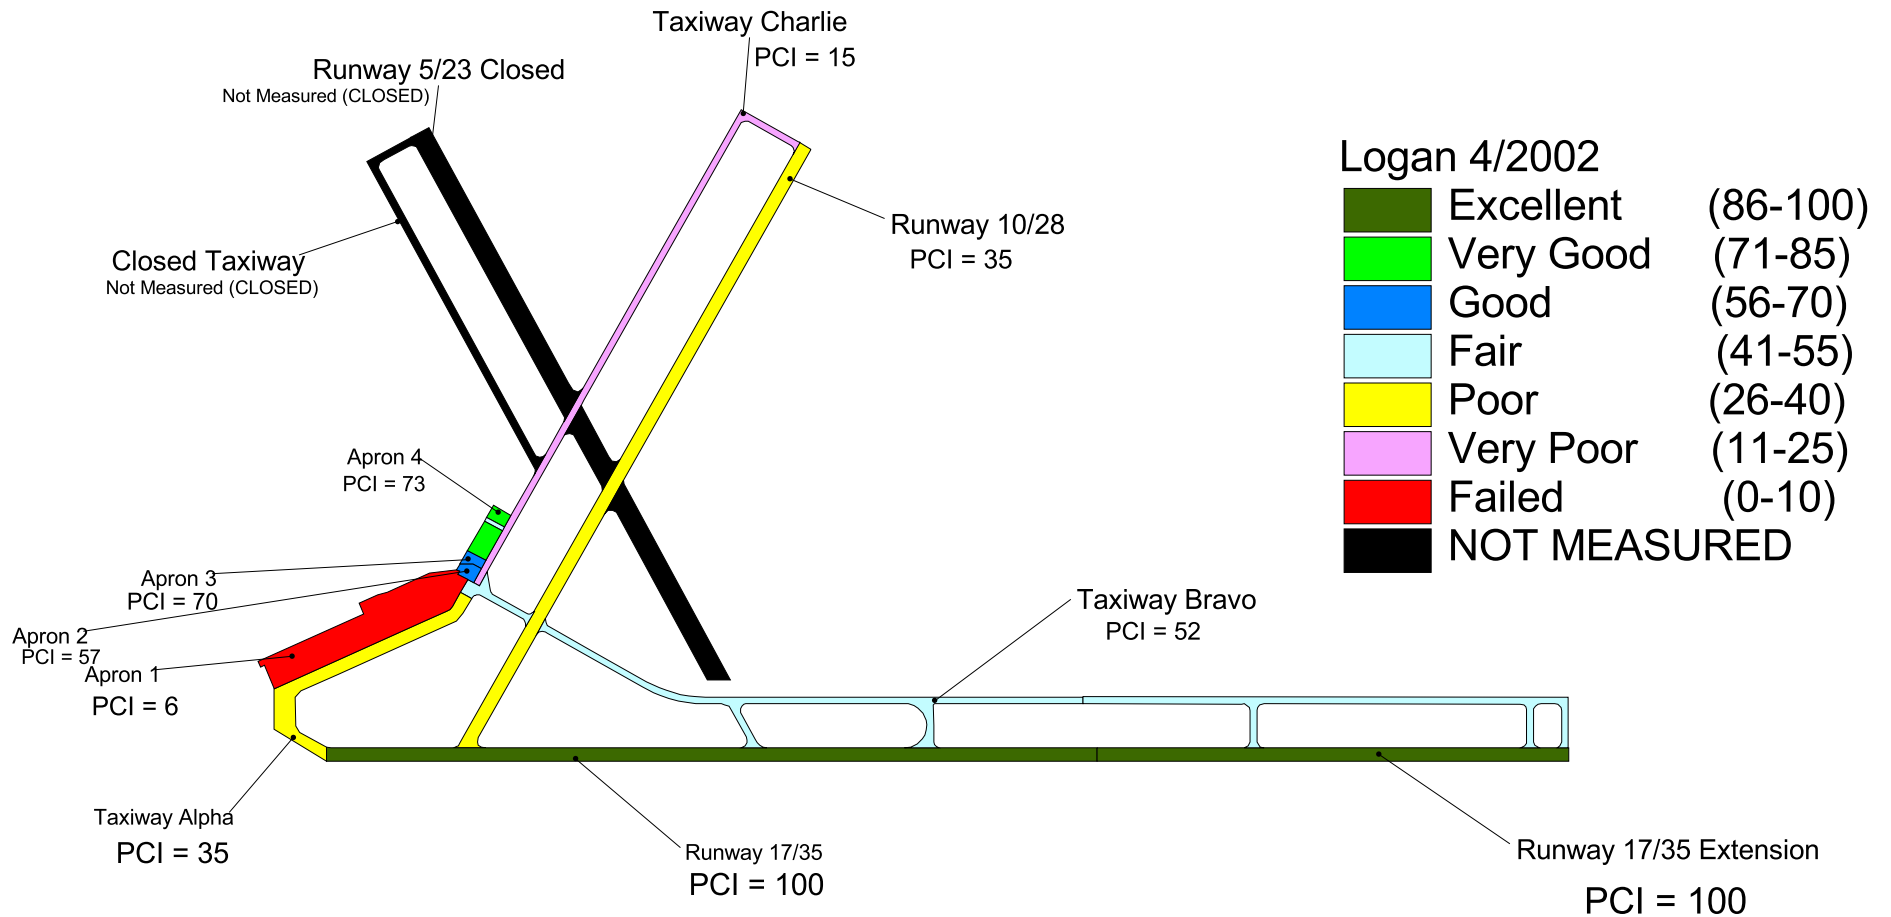 Taxiway Charlie
PCI = 15
Runway 5/23 Closed
Not Measured (CLOSED)
Closed Taxiway
Not Measured (CLOSED)
Runway 10/28
PCI = 35
Logan 4/2002
Excellent (86-100)
Very Good (71-85)
Good (56-70)
Fair (41-55)
Poor (26-40)
Very Poor (11-25)
Failed (0-10)
NOT MEASURED
Apron 4
PCI = 73
Apron 3
PCI = 70
Apron 2
PCI = 57
Apron 1
PCI = 6
Taxiway Bravo
PCI = 52
Taxiway Alpha
PCI = 35
Runway 17/35
PCI = 100
Runway 17/35 Extension
PCI = 100